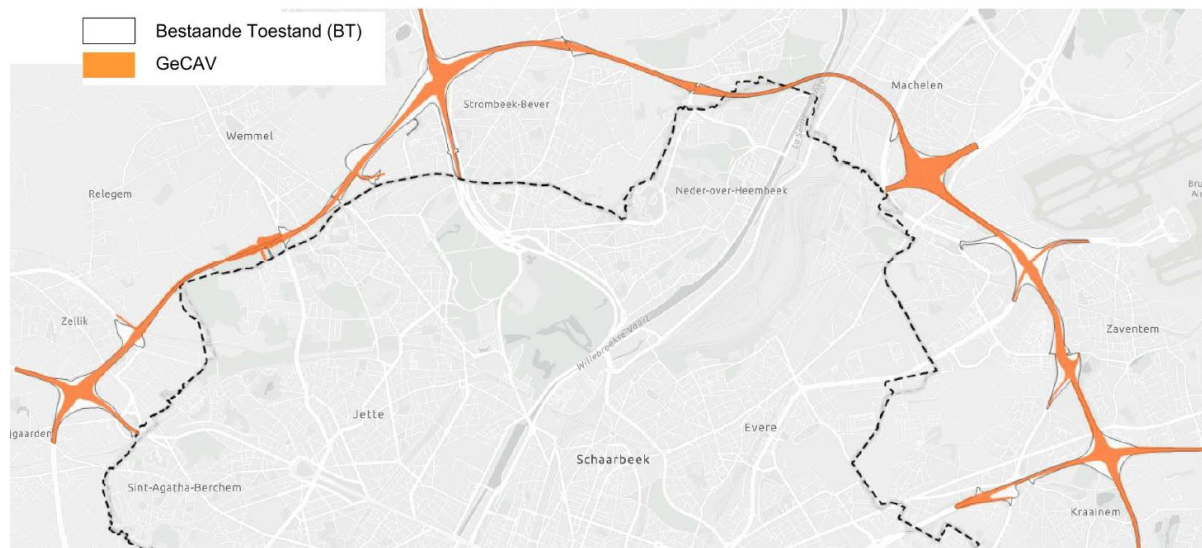 Bestaande Toestand (BT)
GeCAV
Machelen
Strombeek-Bever
Wemmel
Neder-over-Heembeek
Relegem
Zellik
Zaventem
Willebroekse Vaart
Jette
Evere
Schaarbeek
Sint-Agatha-Berchem
Kraainem